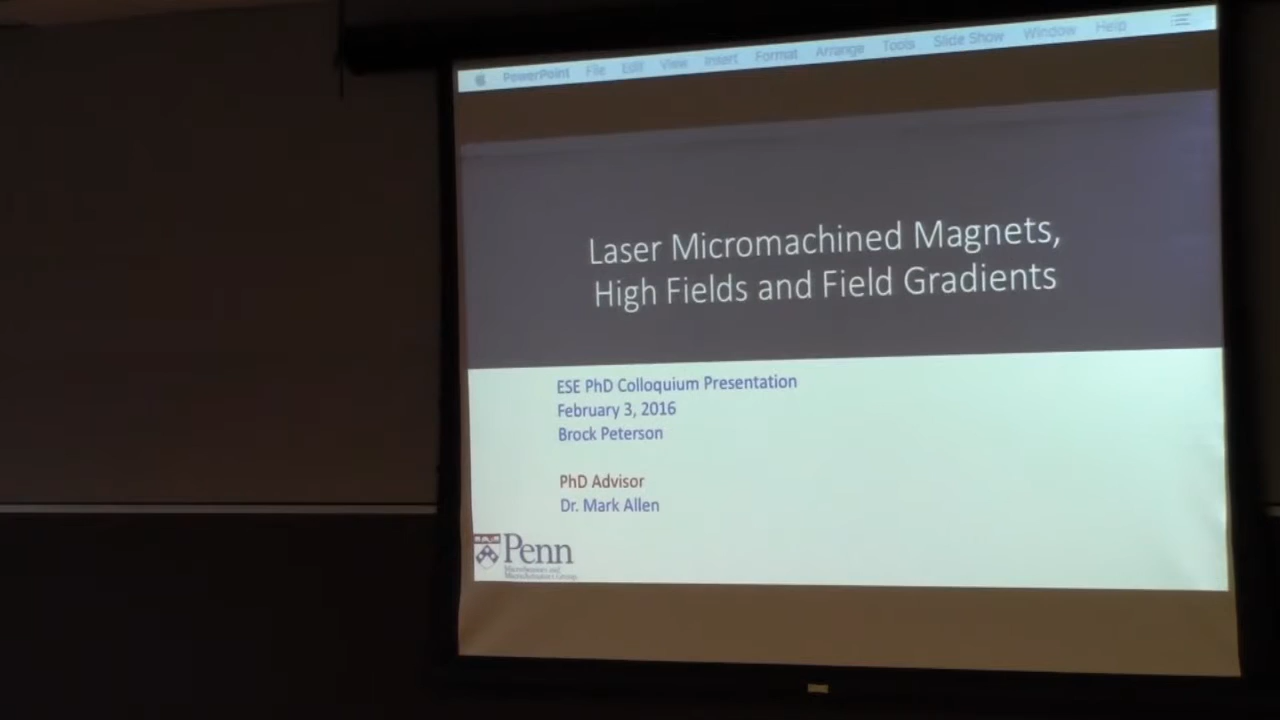 PowerPoint File Edit View Insert Format Arrange Tools Slide Show Window Help
Laser Micromachined Magnets,
High Fields and Field Gradients
ESE PhD Colloquium Presentation
February 3, 2016
Brock Peterson
PhD Advisor
Dr. Mark Allen
Penn